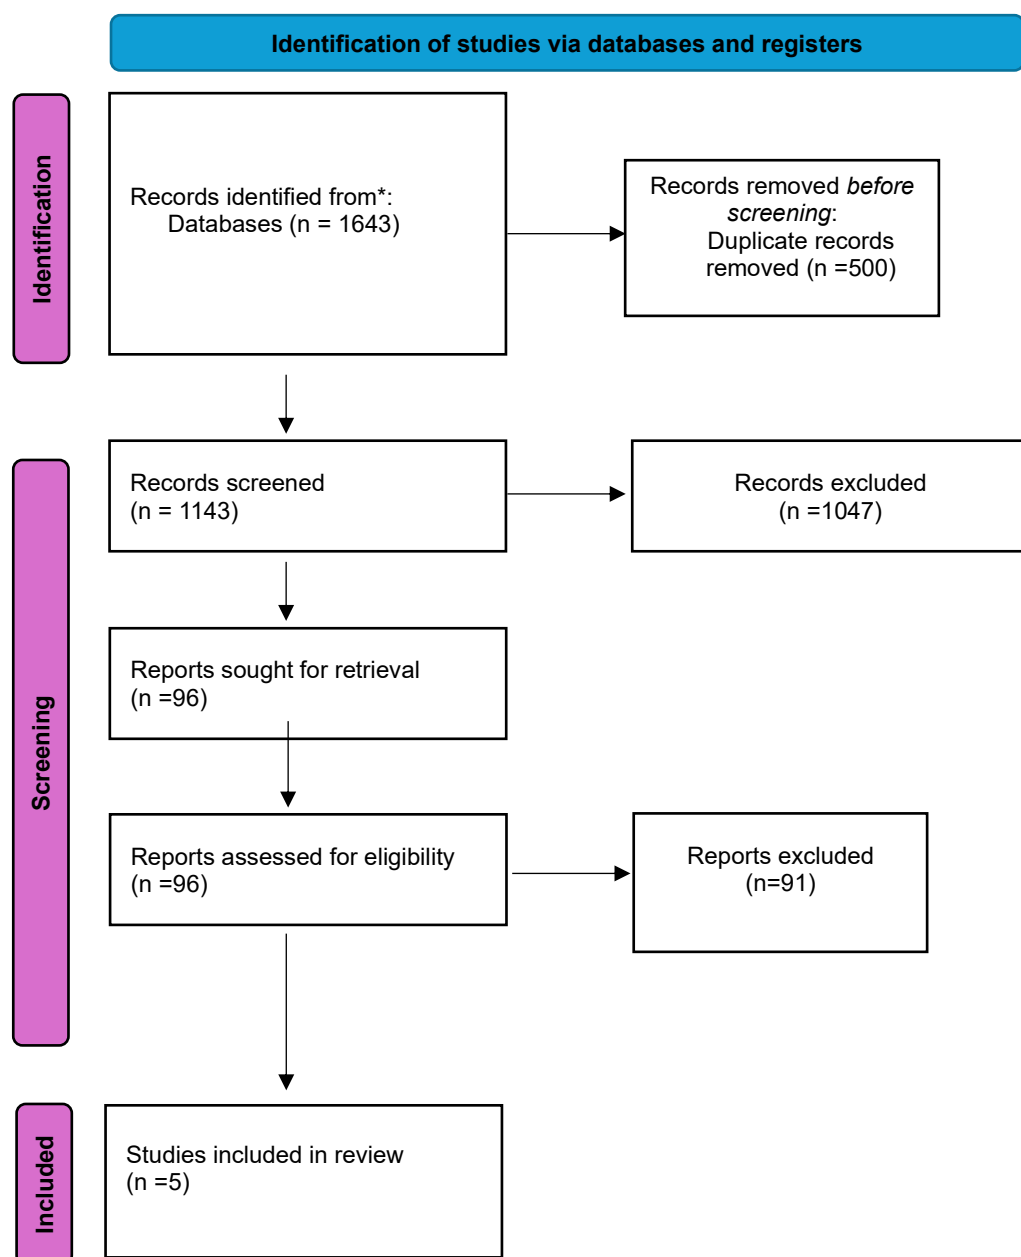 Identification of studies via databases and registers
Identification
Records identified from*:
Databases (n = 1643)
Records removed before
screening:
Duplicate records
removed (n =500)
Screening
Records screened
(n = 1143)
Records excluded
(n =1047)
Reports sought for retrieval
(n =96)
Reports assessed for eligibility
(n =96)
Reports excluded
(n=91)
Included
Studies included in review
(n =5)